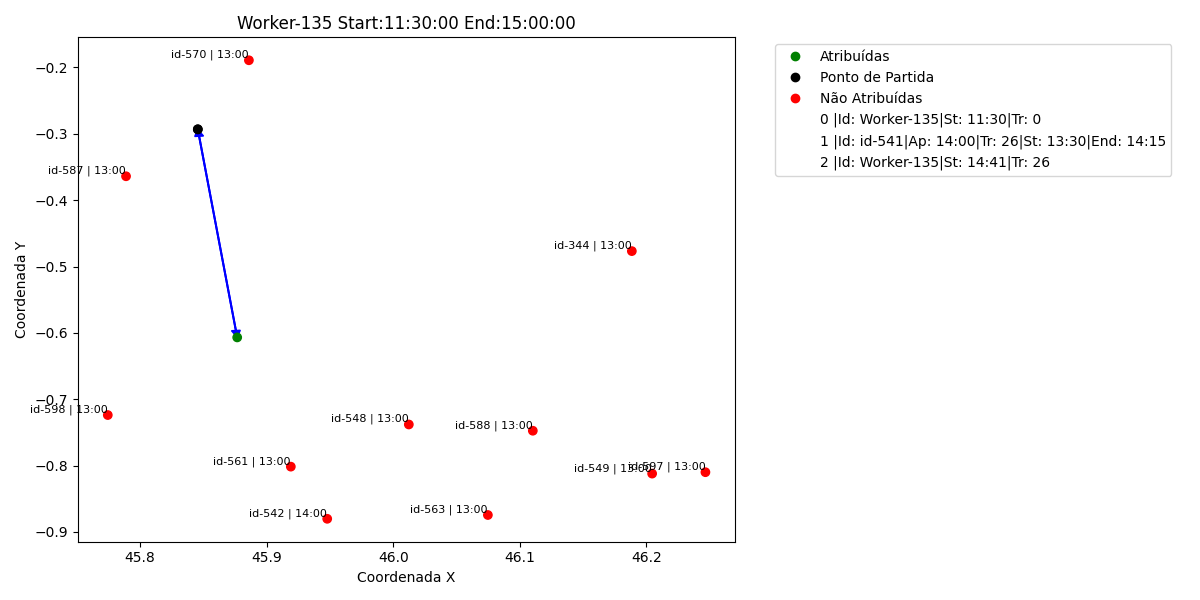 Worker-135 Start:11:30:00 End:15:00:00
Atribuídas
Ponto de Partida
Não Atribuídas
0 |Id: Worker-135|St: 11:30|Tr: 0
1 |Id: id-541|Ap: 14:00|Tr: 26|St: 13:30|End: 14:15
2 |Id: Worker-135|St: 14:41|Tr: 26
id-570 | 13:00
id-587 | 13:00
id-344 | 13:00
id-598 | 13:00
id-548 | 13:00
id-588 | 13:00
id-561 | 13:00
id-549 | 13:00
id-597 | 13:00
id-542 | 14:00
id-563 | 13:00
−0.2
−0.3
−0.4
−0.5
−0.6
−0.7
−0.8
−0.9
Coordenada Y
45.8 45.9 46.0 46.1 46.2
Coordenada X